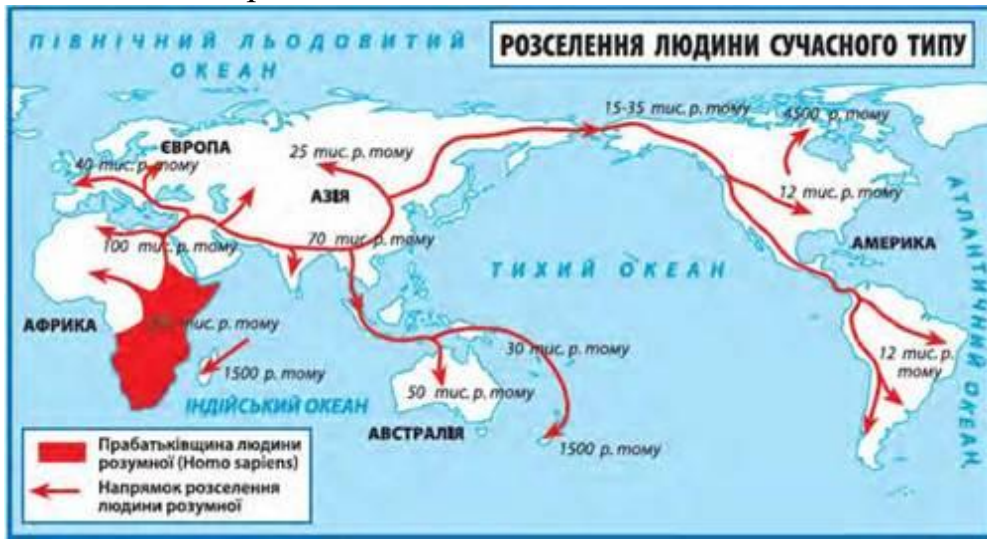 ПІВНІЧНИЙ ЛЬОДОВИТИЙ
ОКЕАН
РОЗСЕЛЕННЯ ЛЮДИНИ СУЧАСНОГО ТИПУ
15-35 тис. р. тому
4500 р. тому
ЄВРОПА
40 тис. р. тому
25 тис. р. тому
АЗІЯ
12 тис. р. тому
100 тис. р. тому
70 тис. р. тому
АМЕРИКА
ТИХИЙ ОКЕАН
АТЛАНТИЧНИЙ ОКЕАН
АФРИКА
тис. р. тому
30 тис. р. тому
12 тис. р.
тому
1500 р. тому
50 тис. р. тому
ІНДІЙСЬКИЙ ОКЕАН
АВСТРАЛІЯ
1500 р. тому
Прабатьківщина людини
розумної (Homo sapiens)
Напрямок розселення
людини розумної